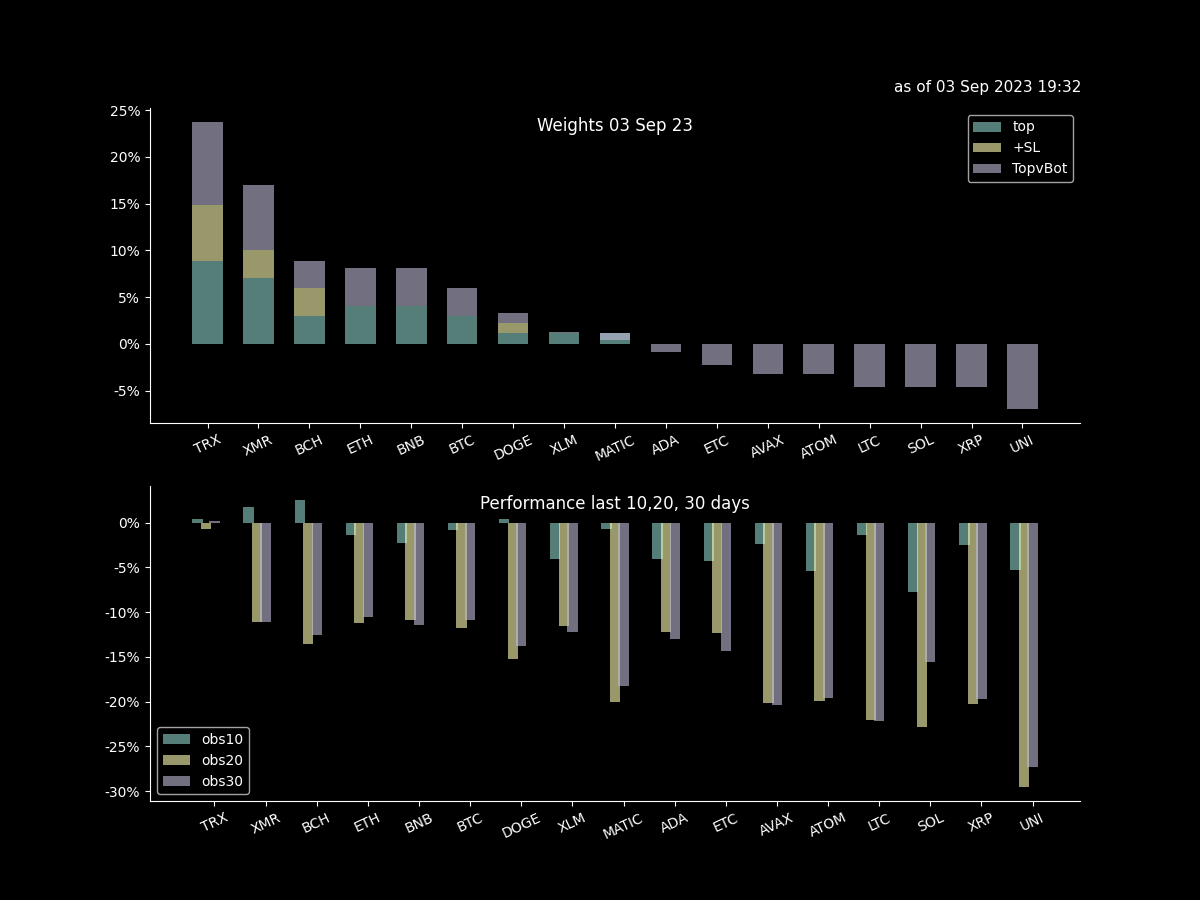 as of 03 Sep 2023 19:32
Weights 03 Sep 23
25%
20%
15%
10%
5%
0%
-5%
top
+SL
TopvBot
TRX XMR BCH ETH BNB BTC DOGE XLM MATIC ADA ETC AVAX ATOM LTC SOL XRP UNI
Performance last 10,20, 30 days
0%
-5%
-10%
-15%
-20%
-25%
-30%
obs10
obs20
obs30
TRX XMR BCH ETH BNB BTC DOGE XLM MATIC ADA ETC AVAX ATOM LTC SOL XRP UNI